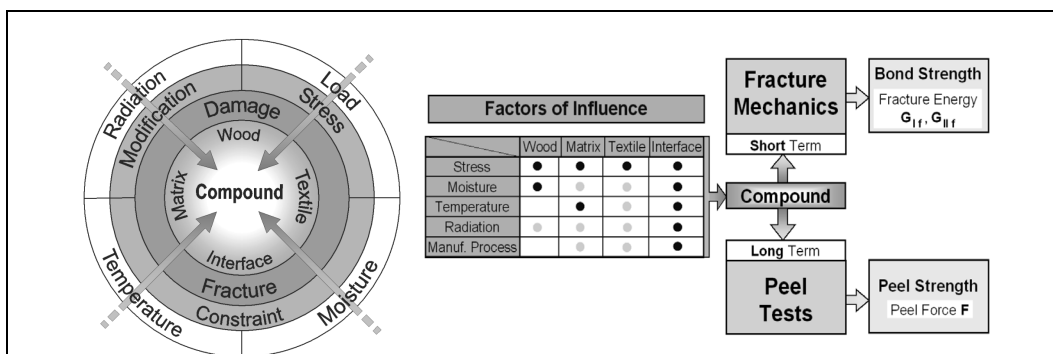 Radiation
Load
Modification
Stress
Damage
Wood
Matrix
Compound
Textile
Interface
Fracture
Constraint
Temperature
Moisture
Factors of Influence
Wood Matrix Textile Interface
Stress
Moisture
Temperature
Radiation
Manuf. Process
Fracture
Mechanics
Short Term
Compound
Long Term
Peel
Tests
Bond Strength
Fracture Energy
G I f , G II f
Peel Strength
Peel Force F